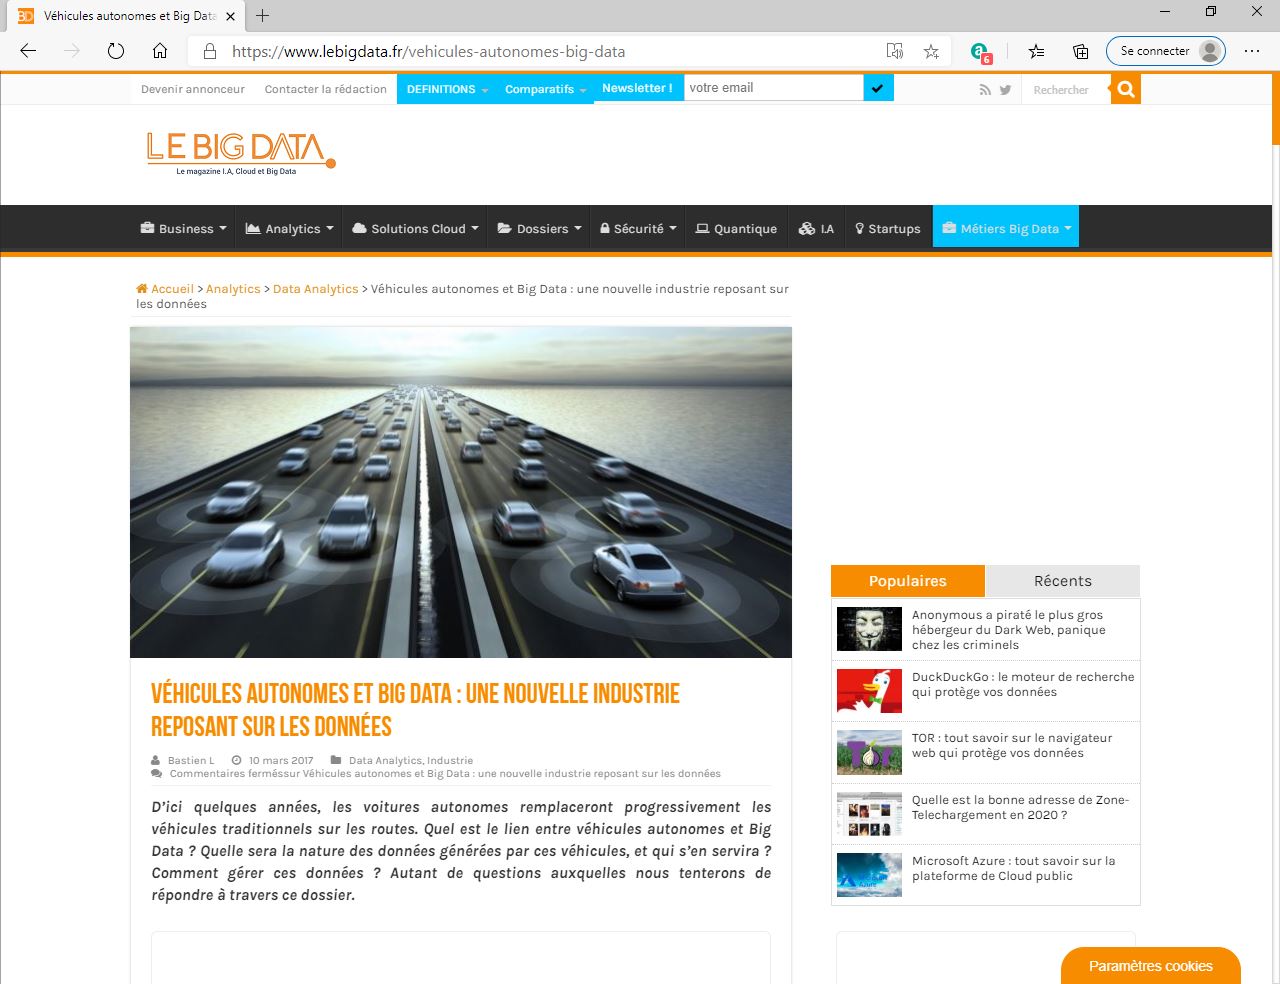 Véhicules autonomes et Big Data
https://www.lebigdata.fr/vehicules-autonomes-big-data
6
Se connecter
Devenir annonceur
Contacter la rédaction
DEFINITIONS
Comparatifs
Newsletter !
votre email
Rechercher
LE BIG DATA
Le magazine I.A, Cloud et Big Data
Business
Analytics
Solutions Cloud
Dossiers
Sécurité
Quantique
I.A
Startups
Métiers Big Data
Accueil > Analytics > Data Analytics > Véhicules autonomes et Big Data : une nouvelle industrie reposant sur
les données
VÉHICULES AUTONOMES ET BIG DATA : UNE NOUVELLE INDUSTRIE
REPOSANT SUR LES DONNÉES
Bastien L
10 mars 2017
Data Analytics, Industrie
Commentaires ferméssur Véhicules autonomes et Big Data : une nouvelle industrie reposant sur les données
D'ici quelques années, les voitures autonomes remplaceront progressivement les
véhicules traditionnels sur les routes. Quel est le lien entre véhicules autonomes et Big
Data ? Quelle sera la nature des données générées par ces véhicules, et qui s'en servira ?
Comment gérer ces données ? Autant de questions auxquelles nous tenterons de
répondre à travers ce dossier.
Populaires
Récents
Anonymous a piraté le plus gros
hébergeur du Dark Web, panique
chez les criminels
DuckDuckGo : le moteur de recherche
qui protège vos données
Tor
TOR : tout savoir sur le navigateur
web qui protège vos données
Quelle est la bonne adresse de Zone-
Telechargement en 2020 ?
Microsoft Azure : tout savoir sur la
plateforme de Cloud public
Paramètres cookies